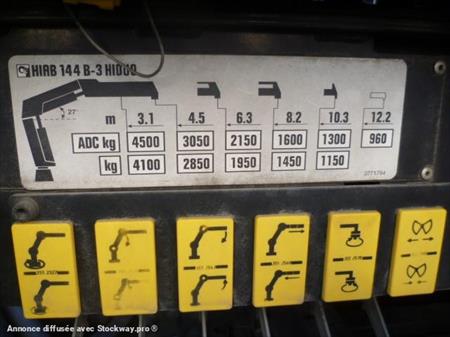 HIAB 144 B-3 HIDUO
27°
m 3.1 4.5 6.3 8.2 10.3 12.2
ADC kg 4500 3050 2150 1600 1300 960
kg 4100 2850 1950 1450 1150
3771794
Annonce diffusée avec Stockway.pro ®